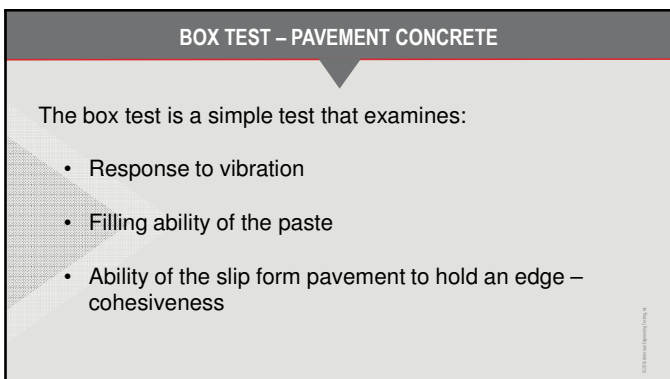 BOX TEST – PAVEMENT CONCRETE
The box test is a simple test that examines:
• Response to vibration
• Filling ability of the paste
• Ability of the slip form pavement to hold an edge –
cohesiveness